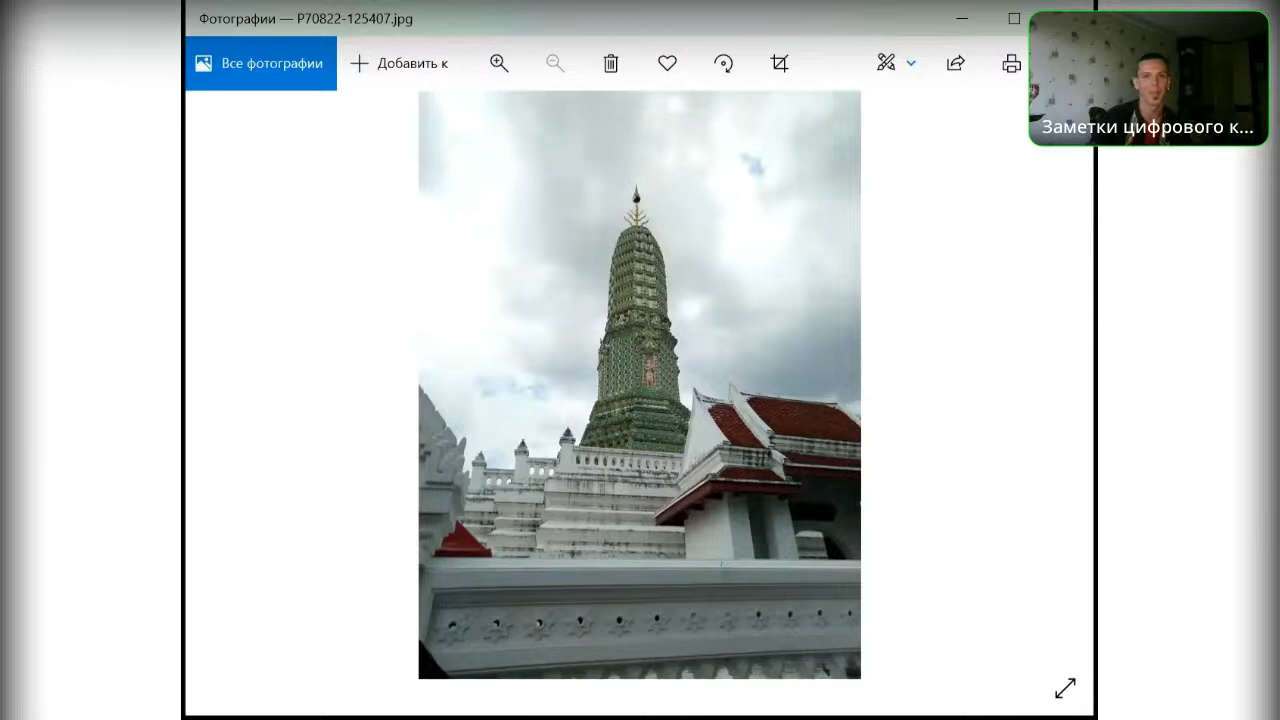 Фотографии — P70822-125407.jpg
Все фотографии
Добавить к
Заметки цифрового к...